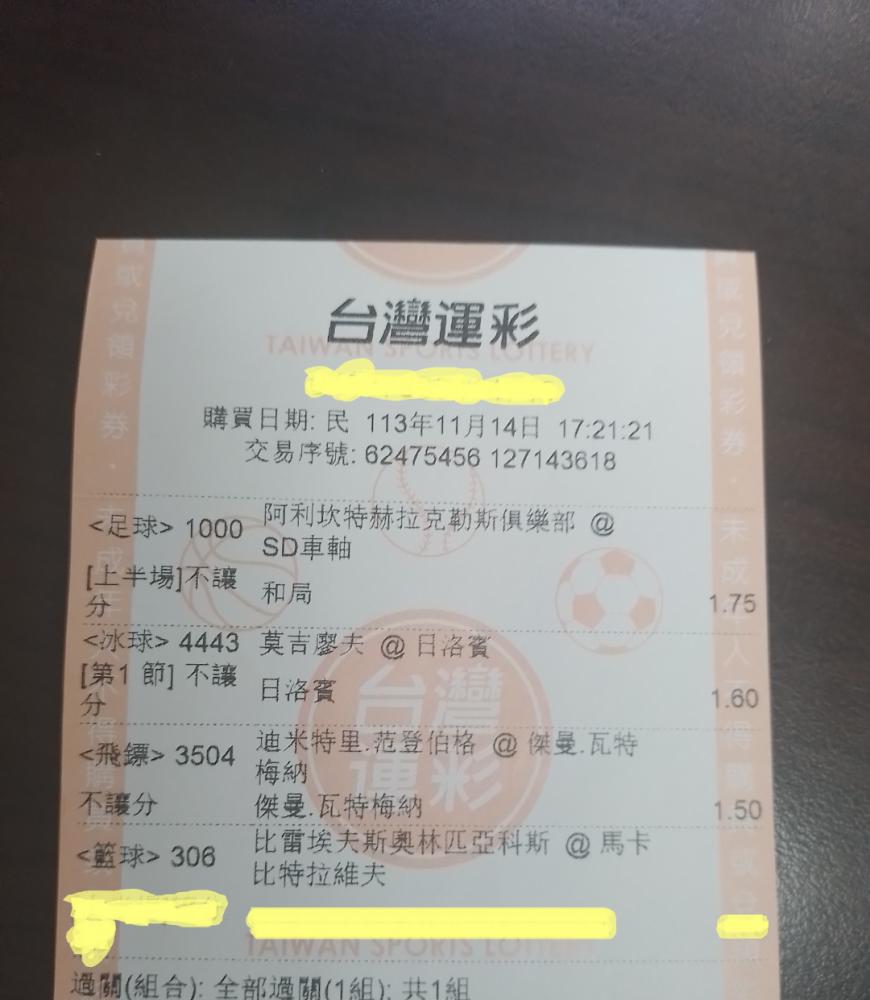 台灣運彩
TAIWAN SPORTS LOTTERY
購買日期: 民 113年11月14日 17:21:21
交易序號: 62475456 127143618
<足球> 1000 阿利坎特赫拉克勒斯俱樂部 @
SD車軸
[上半場]不讓
分 和局 1.75
<冰球> 4443 莫吉廖夫 @ 日洛賓
[第1 節] 不讓
分 日洛賓 1.60
<飛鏢> 3504 迪米特里.范登伯格 @ 傑曼.瓦特
梅納
不讓分 傑曼.瓦特梅納 1.50
<籃球> 306 比雷埃夫斯奧林匹亞科斯 @ 馬卡
比特拉維夫
台灣
運彩
TAIWAN SPORTS LOTTERY
過關(組合): 全部過關(1組): 共1組